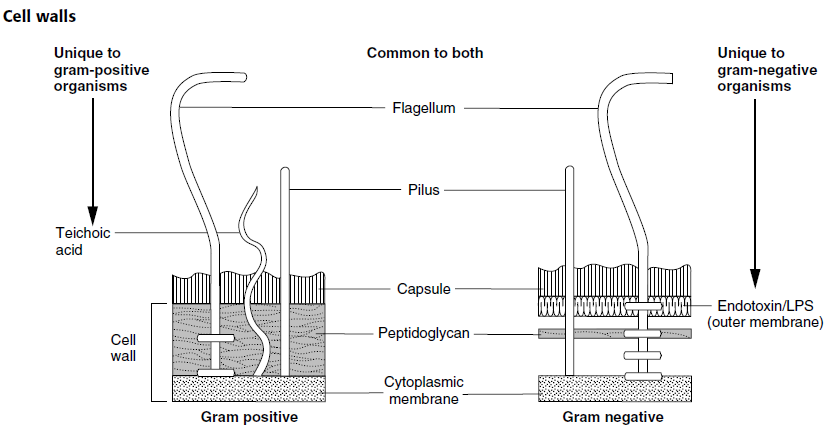 Cell walls
Unique to
gram-positive
organisms
Common to both
Unique to
gram-negative
organisms
Flagellum
Pilus
Teichoic
acid
Capsule
Endotoxin/LPS
(outer membrane)
Peptidoglycan
Cell
wall
Cytoplasmic
membrane
Gram positive
Gram negative